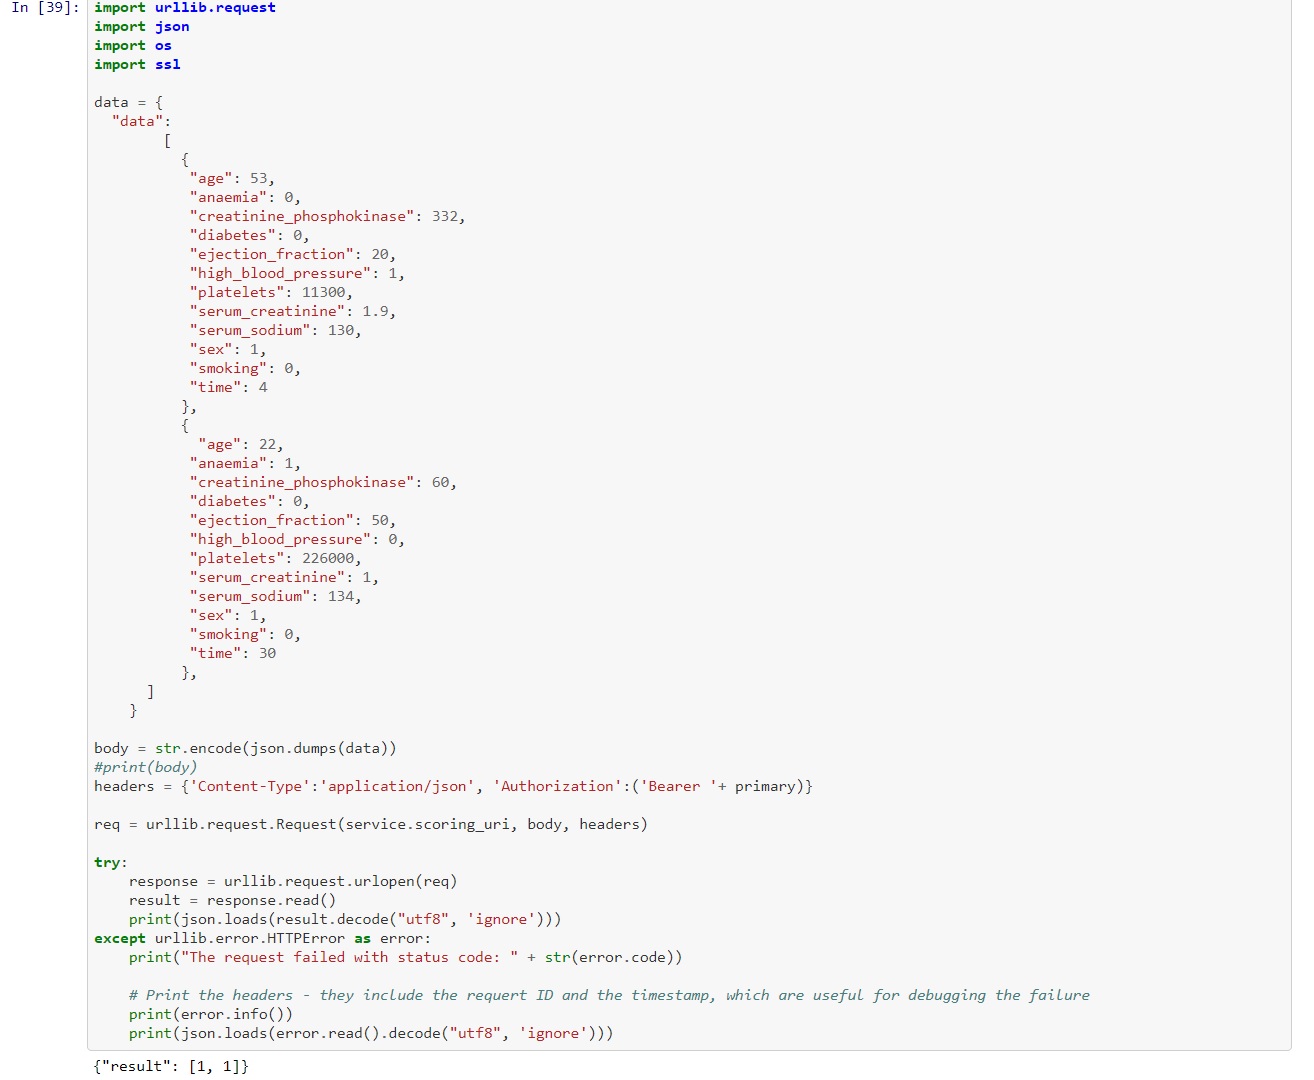 In [39]: import urllib.request
import json
import os
import ssl
data = {
"data":
[
{
"age": 53,
"anaemia": 0,
"creatinine_phosphokinase": 332,
"diabetes": 0,
"ejection_fraction": 20,
"high_blood_pressure": 1,
"platelets": 11300,
"serum_creatinine": 1.9,
"serum_sodium": 130,
"sex": 1,
"smoking": 0,
"time": 4
},
{
"age": 22,
"anaemia": 1,
"creatinine_phosphokinase": 60,
"diabetes": 0,
"ejection_fraction": 50,
"high_blood_pressure": 0,
"platelets": 226000,
"serum_creatinine": 1,
"serum_sodium": 134,
"sex": 1,
"smoking": 0,
"time": 30
},
]
}
body = str.encode(json.dumps(data))
#print(body)
headers = {'Content-Type':'application/json', 'Authorization':('Bearer '+ primary)}
req = urllib.request.Request(service.scoring_uri, body, headers)
try:
response = urllib.request.urlopen(req)
result = response.read()
print(json.loads(result.decode("utf8", 'ignore')))
except urllib.error.HTTPError as error:
print("The request failed with status code: " + str(error.code))
# Print the headers - they include the requert ID and the timestamp, which are useful for debugging the failure
print(error.info())
print(json.loads(error.read().decode("utf8", 'ignore')))
{"result": [1, 1]}